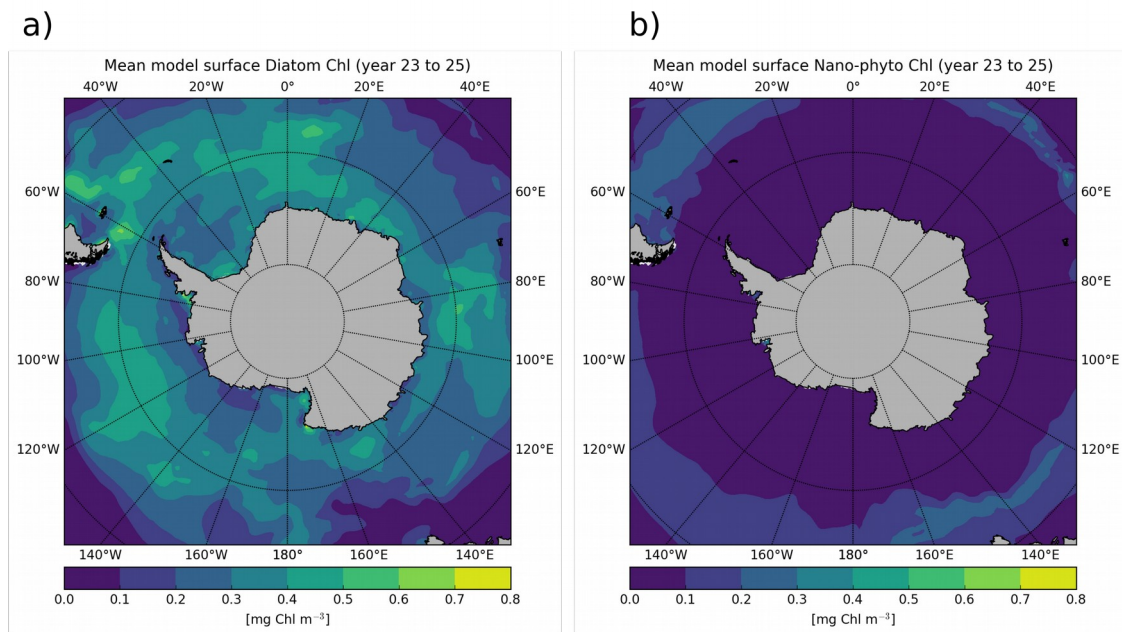 a)
Mean model surface Diatom Chl (year 23 to 25)
40°W 20°W 0° 20°E 40°E
60°W 60°E
80°W 80°E
100°W 100°E
120°W 120°E
140°W 160°W 180° 160°E 140°E
0.0 0.1 0.2 0.3 0.4 0.5 0.6 0.7 0.8
[mg Chl m⁻³]
b)
Mean model surface Nano-phyto Chl (year 23 to 25)
40°W 20°W 0° 20°E 40°E
60°W 60°E
80°W 80°E
100°W 100°E
120°W 120°E
140°W 160°W 180° 160°E 140°E
0.0 0.1 0.2 0.3 0.4 0.5 0.6 0.7 0.8
[mg Chl m⁻³]